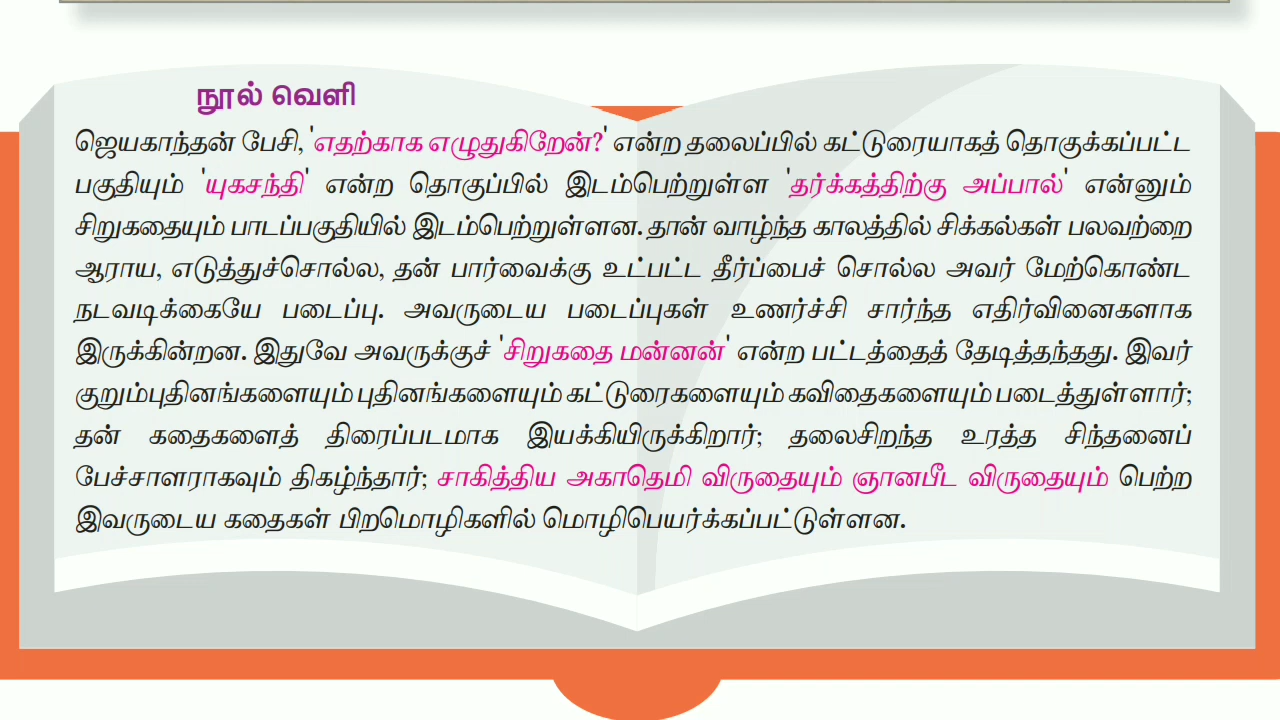 நூல் வெளி
ஜெயகாந்தன் பேசி, 'எதற்காக எழுதுகிறேன்?' என்ற தலைப்பில் கட்டுரையாகத் தொகுக்கப்பட்ட
பகுதியும் 'யுகசந்தி' என்ற தொகுப்பில் இடம்பெற்றுள்ள 'தர்க்கத்திற்கு அப்பால்' என்னும்
சிறுகதையும் பாடப்பகுதியில் இடம்பெற்றுள்ளன. தான் வாழ்ந்த காலத்தில் சிக்கல்கள் பலவற்றை
ஆராய, எடுத்துச்சொல்ல, தன் பார்வைக்கு உட்பட்ட தீர்ப்பைச் சொல்ல அவர் மேற்கொண்ட
நடவடிக்கையே படைப்பு. அவருடைய படைப்புகள் உணர்ச்சி சார்ந்த எதிர்வினைகளாக
இருக்கின்றன. இதுவே அவருக்குச் 'சிறுகதை மன்னன்' என்ற பட்டத்தைத் தேடித்தந்தது. இவர்
குறும்புதினங்களையும் புதினங்களையும் கட்டுரைகளையும் கவிதைகளையும் படைத்துள்ளார்;
தன் கதைகளைத் திரைப்படமாக இயக்கியிருக்கிறார்; தலைசிறந்த உரத்த சிந்தனைப்
பேச்சாளராகவும் திகழ்ந்தார்; சாகித்திய அகாதெமி விருதையும் ஞானபீட விருதையும் பெற்ற
இவருடைய கதைகள் பிறமொழிகளில் மொழிபெயர்க்கப்பட்டுள்ளன.